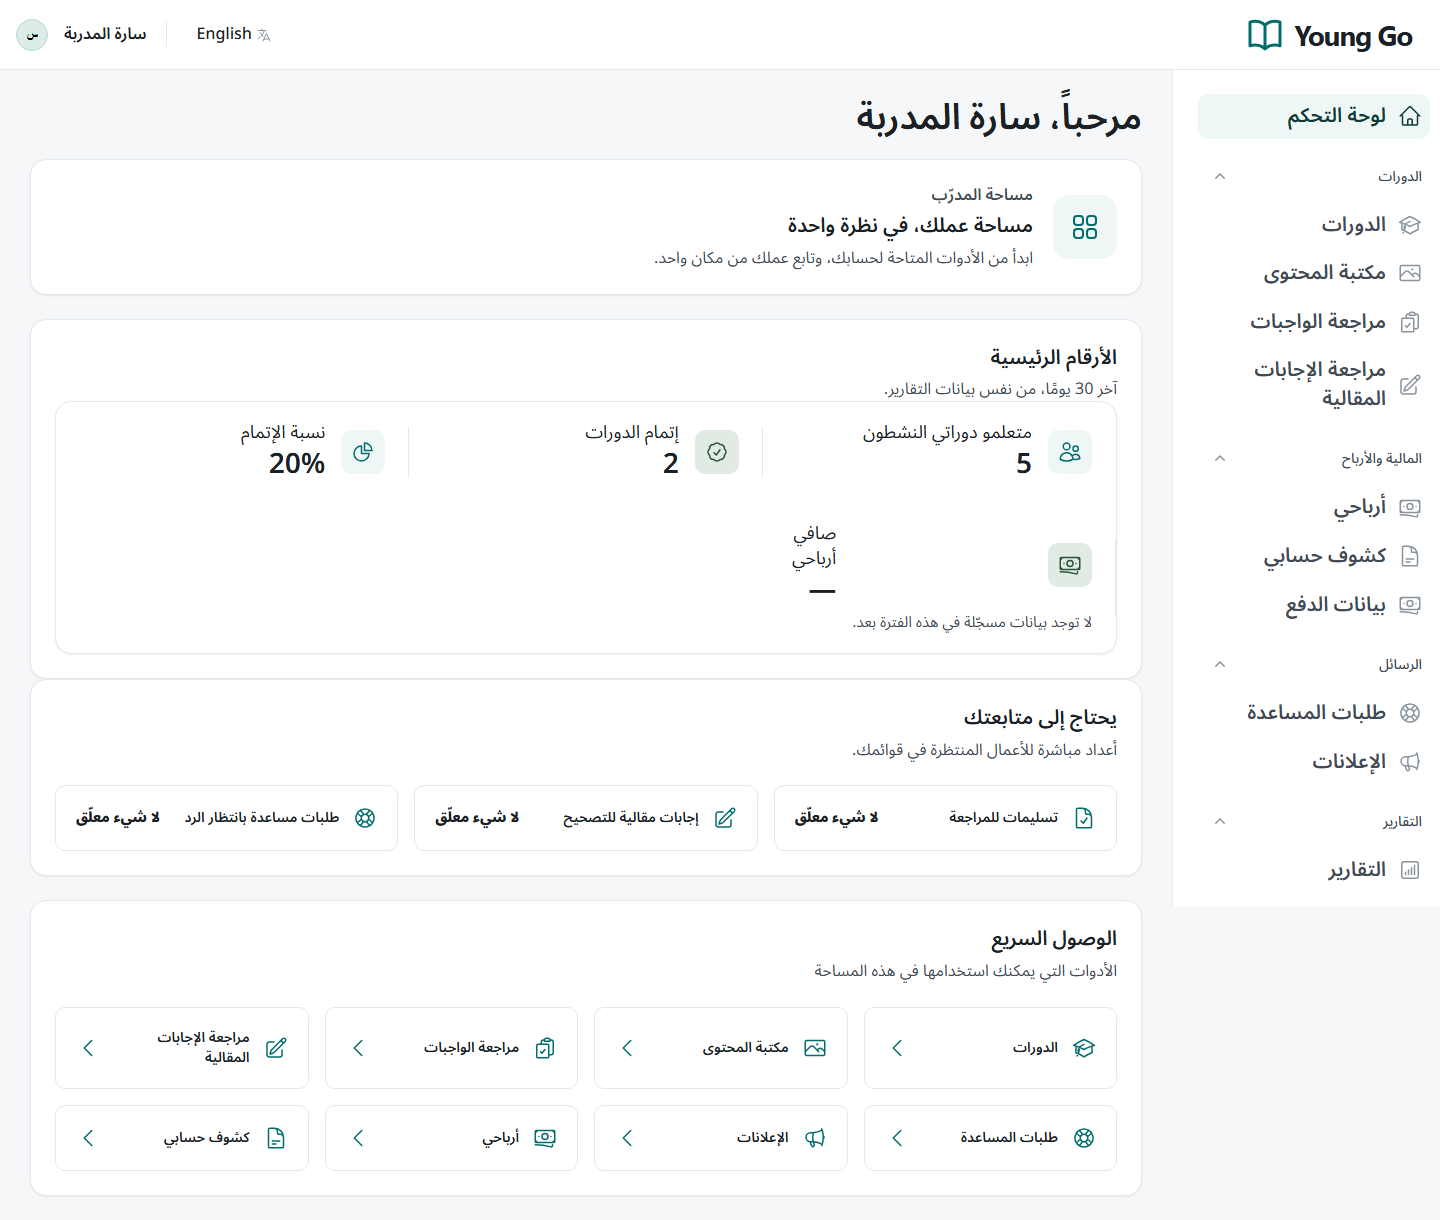 Young Go
English
سارة المدربة
س
لوحة التحكم
الدورات
الدورات
مكتبة المحتوى
مراجعة الواجبات
مراجعة الإجابات
المقالية
المالية والأرباح
أرباحي
كشوف حسابي
بيانات الدفع
الرسائل
طلبات المساعدة
الإعلانات
التقارير
التقارير
مرحباً، سارة المدربة
مساحة المدرّب
مساحة عملك، في نظرة واحدة
ابدأ من الأدوات المتاحة لحسابك، وتابع عملك من مكان واحد.
الأرقام الرئيسية
آخر 30 يومًا، من نفس بيانات التقارير.
متعلمو دوراتي النشطون
5
إتمام الدورات
2
نسبة الإتمام
20%
صافي
أرباحي
—
لا توجد بيانات مسجّلة في هذه الفترة بعد.
يحتاج إلى متابعتك
أعداد مباشرة للأعمال المنتظرة في قوائمك.
تسليمات للمراجعة
لا شيء معلّق
إجابات مقالية للتصحيح
لا شيء معلّق
طلبات مساعدة بانتظار الرد
لا شيء معلّق
الوصول السريع
الأدوات التي يمكنك استخدامها في هذه المساحة
الدورات
مكتبة المحتوى
مراجعة الواجبات
مراجعة الإجابات
المقالية
طلبات المساعدة
الإعلانات
أرباحي
كشوف حسابي